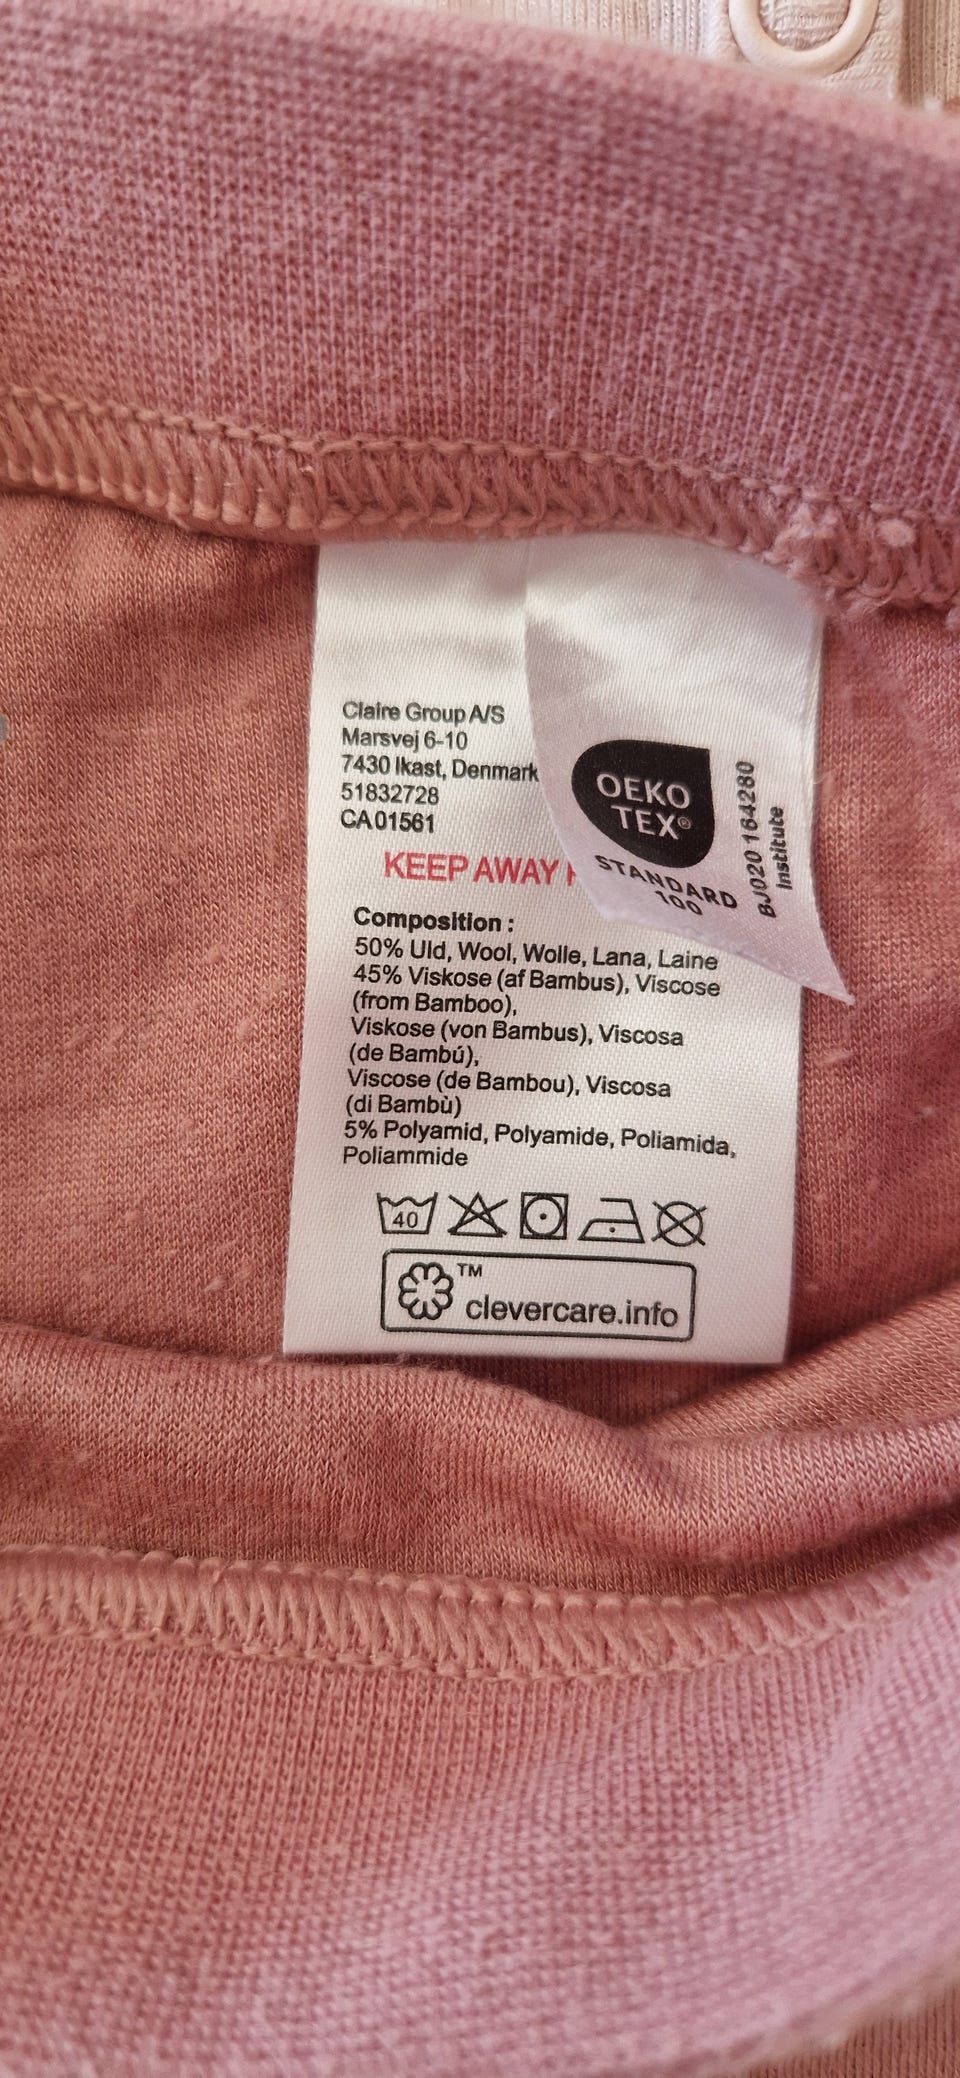 Claire Group A/S
Marsvej 6-10
7430 Ikast, Denmark
51832728
CA01561
KEEP AWAY
OEKO
TEX®
STANDARD
100
BJ020 164280
Institute
Composition :
50% Uld, Wool, Wolle, Lana, Laine
45% Viskose (af Bambus), Viscose
(from Bamboo),
Viskose (von Bambus), Viscosa
(de Bambú),
Viscose (de Bambou), Viscosa
(di Bambù)
5% Polyamid, Polyamide, Poliamida,
Poliammide
40
™
clevercare.info